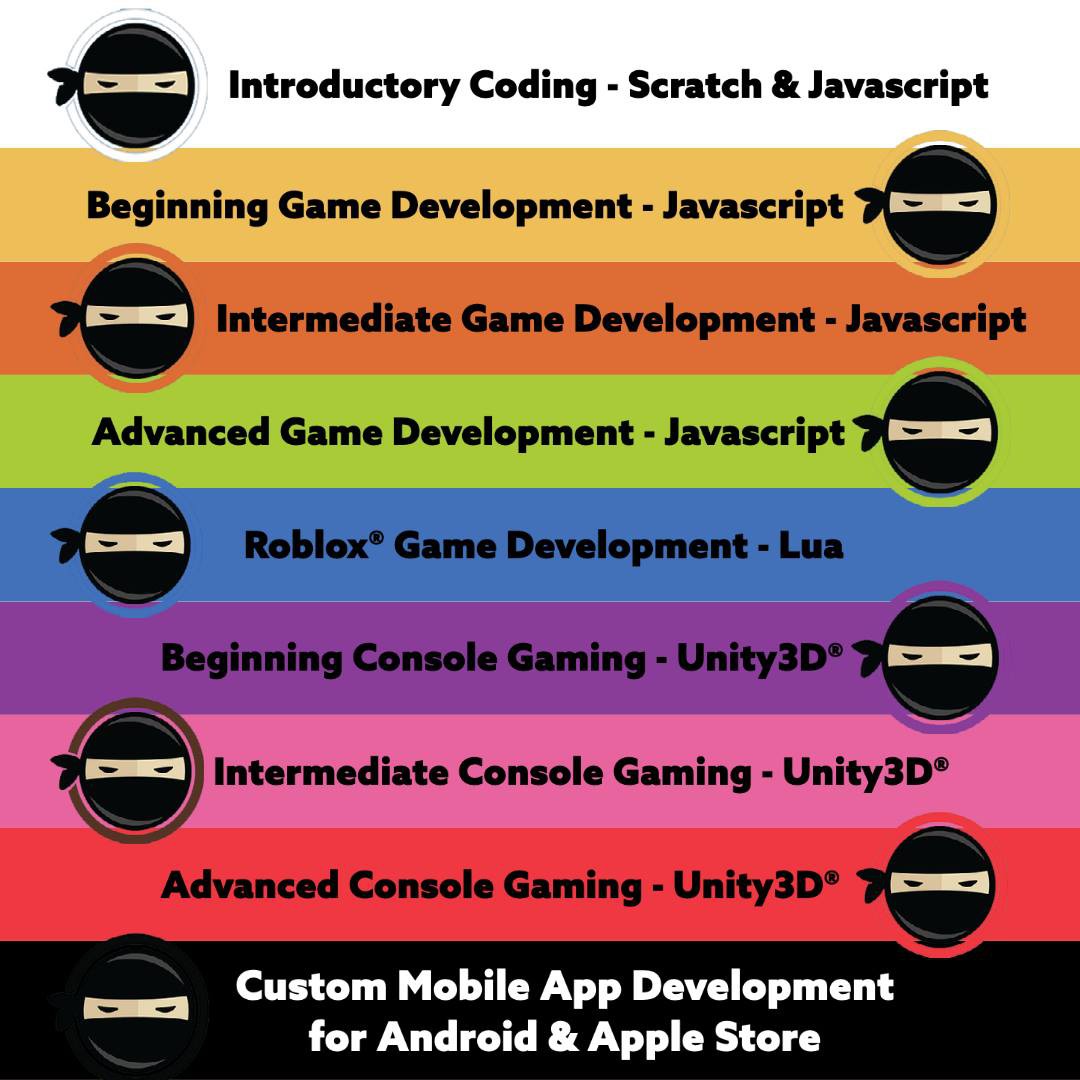 Introductory Coding - Scratch & Javascript
Beginning Game Development - Javascript
Intermediate Game Development - Javascript
Advanced Game Development - Javascript
Roblox® Game Development - Lua
Beginning Console Gaming - Unity3D®
Intermediate Console Gaming - Unity3D®
Advanced Console Gaming - Unity3D®
Custom Mobile App Development
for Android & Apple Store